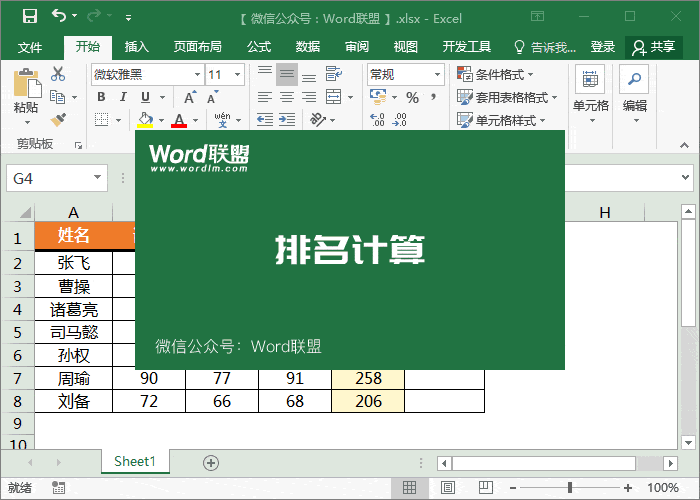 【 微信公众号：Word联盟 】.xlsx - Excel
文件 开始 插入 页面布局 公式 数据 审阅 视图 开发工具 告诉我... 登录 共享
粘贴 微软雅黑 11 常规 条件格式 单元格 编辑
B I U A A % , 套用表格格式
A wén 文 .00 单元格样式
剪贴板
G4
A H
1 姓名
2 张飞
3 曹操
4 诸葛亮
5 司马懿
6 孙权
7 周瑜 90 77 91 258
8 刘备 72 66 68 206
9
10
Word联盟
www.wordlm.com
排名计算
微信公众号：Word联盟
Sheet1
就绪 100%